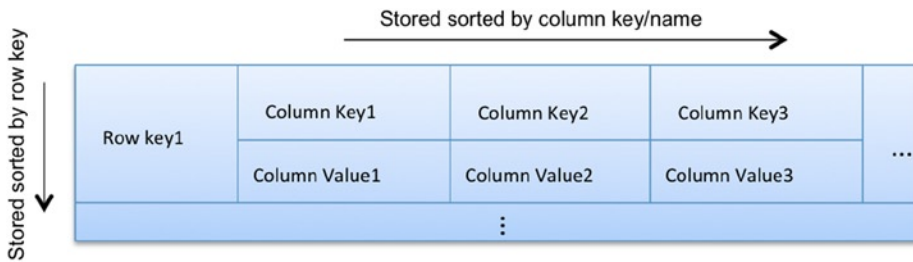 Stored sorted by column key/name
Stored sorted by row key
Row key1
Column Key1
Column Key2
Column Key3
...
Column Value1
Column Value2
Column Value3
⋮